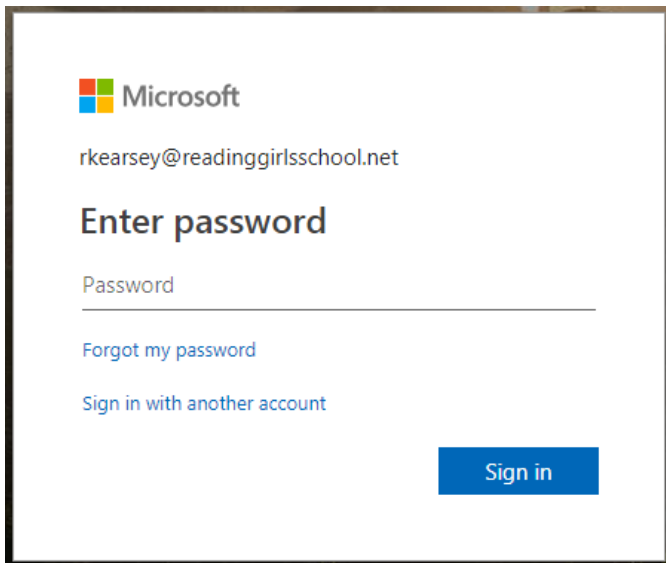 Microsoft
rkearsey@readinggirlsschool.net
Enter password
Password
Forgot my password
Sign in with another account
Sign in